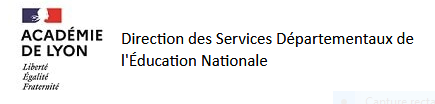 ACADÉMIE
DE LYON
Liberté
Égalité
Fraternité
Direction des Services Départementaux de
l'Éducation Nationale